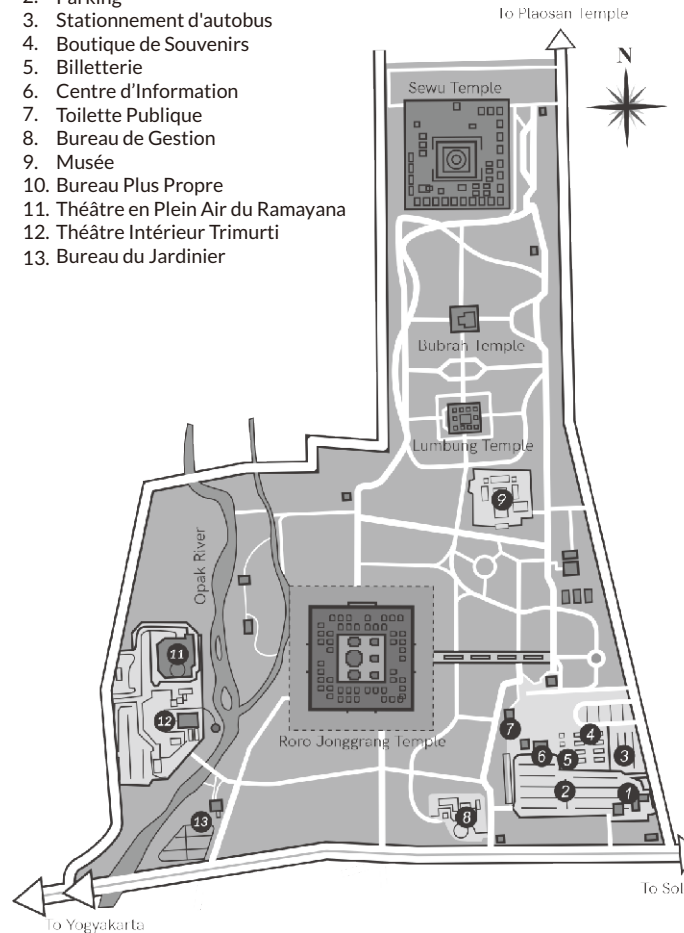 2. Parking
3. Stationnement d'autobus
4. Boutique de Souvenirs
5. Billetterie
6. Centre d'Information
7. Toilette Publique
8. Bureau de Gestion
9. Musée
10. Bureau Plus Propre
11. Théâtre en Plein Air du Ramayana
12. Théâtre Intérieur Trimurti
13. Bureau du Jardinier
To Plaosan Temple
N
Sewu Temple
Bubrah Temple
Lumbung Temple
9
Opak River
11
12
Roro Jonggrang Temple
7
4
6
5
3
2
1
8
13
To Sol
To Yogyakarta